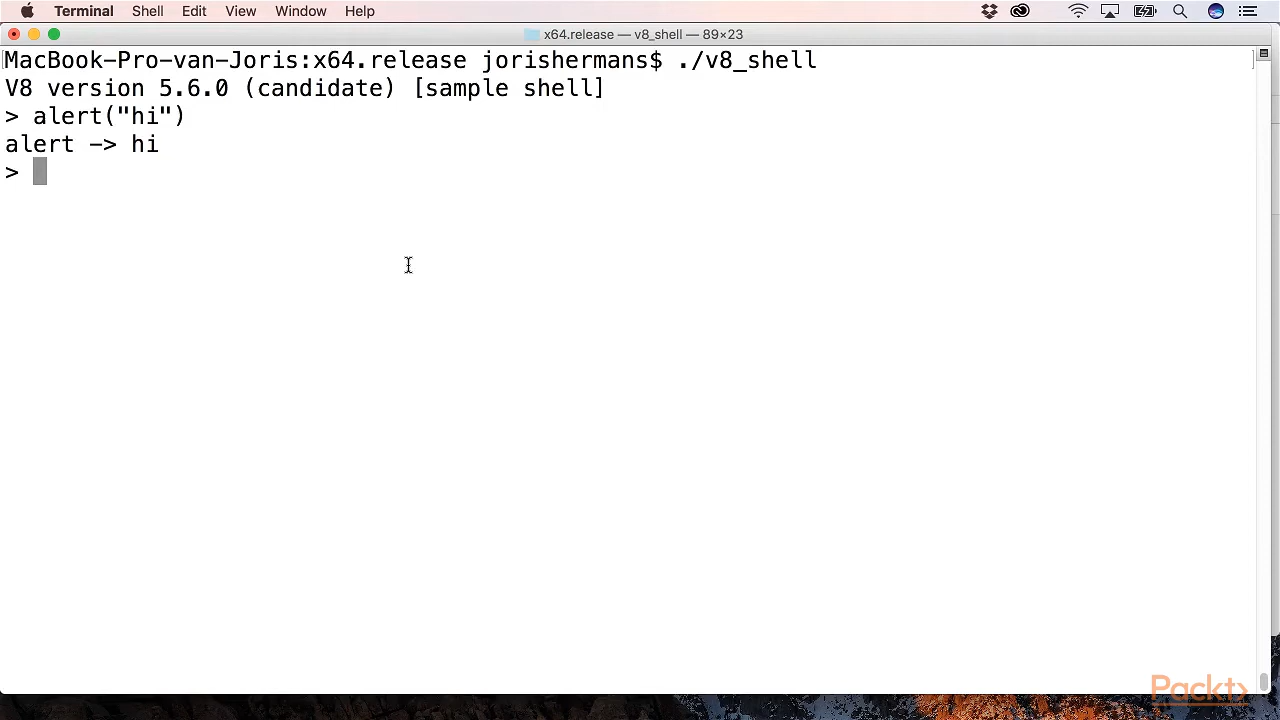 Terminal Shell Edit View Window Help
x64.release — v8_shell — 89×23
MacBook-Pro-van-Joris:x64.release jorishermans$ ./v8_shell
V8 version 5.6.0 (candidate) [sample shell]
> alert("hi")
alert -> hi
>
Packt>